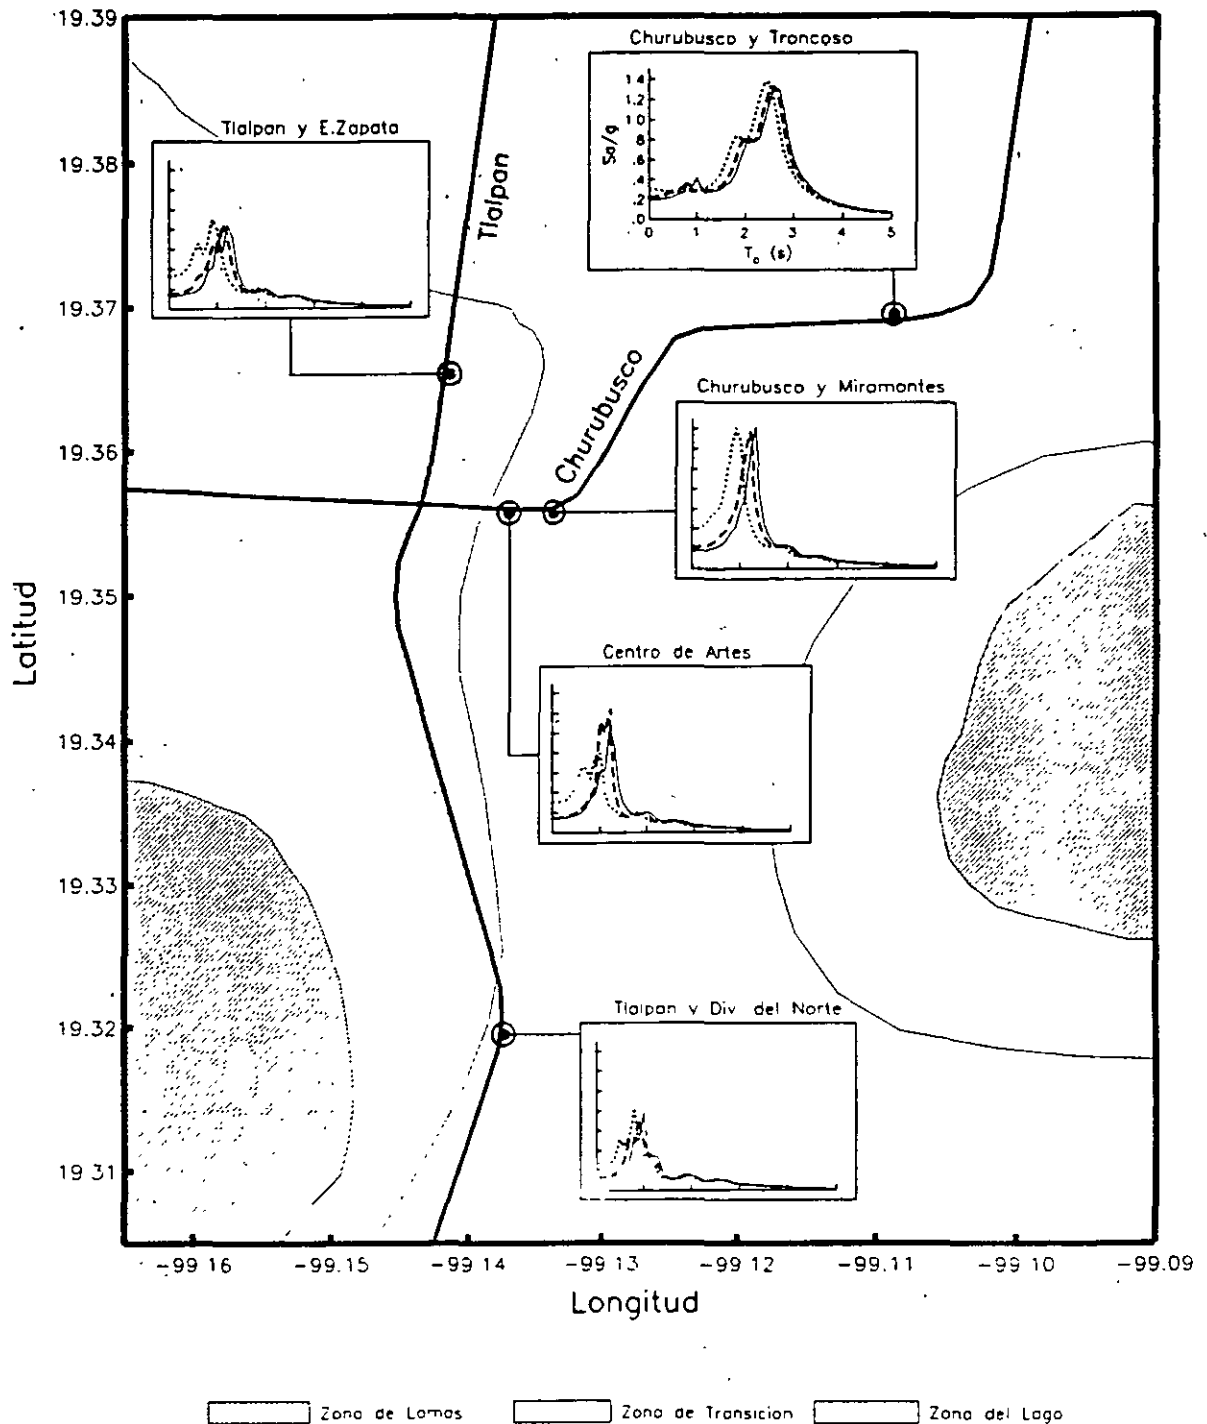 19.39
19.38
19.37
19.36
19.35
19.34
19.33
19.32
19 31
Latitud
Churubusco y Troncoso
Sa/g
1 4
1.2
1.0
.8
.6
.4
.2
.0
0 1 2 3 4 5
T_o (s)
Tlalpan y E.Zapata
Tlalpan
Churubusco
Churubusco y Miramontes
Centro de Artes
Tlalpan y Div del Norte
-99 16 -99.15 -99 14 -99.13 -99 12 -99.11 -99 10 -99.09
Longitud
Zona de Lomas Zona de Transicion Zona del Lago